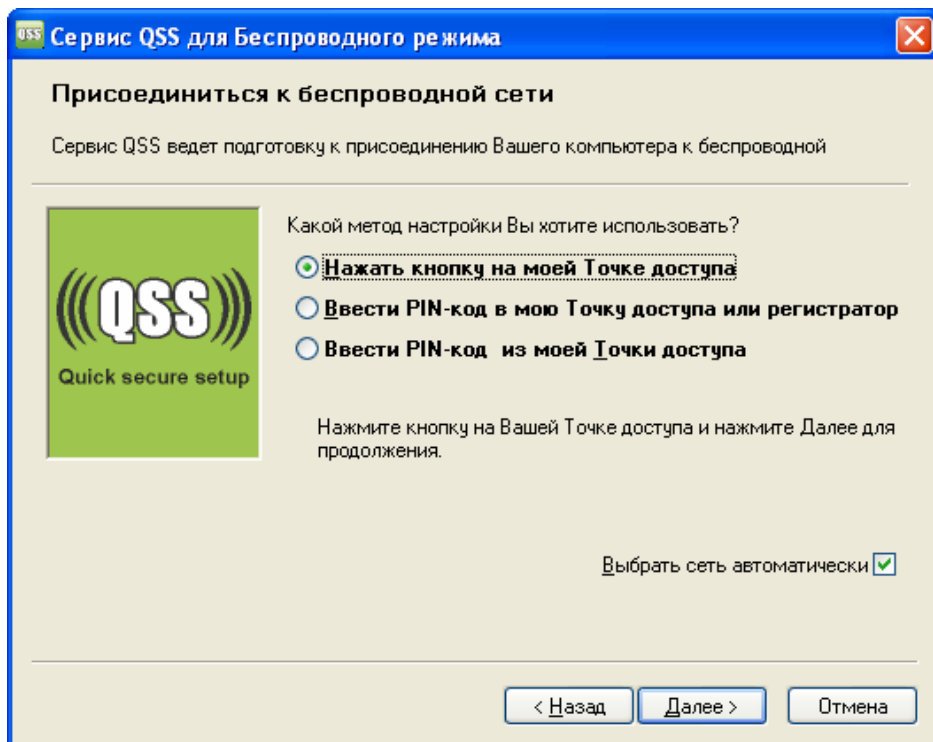 QSS Сервис QSS для Беспроводного режима
Присоединиться к беспроводной сети
Сервис QSS ведет подготовку к присоединению Вашего компьютера к беспроводной
Какой метод настройки Вы хотите использовать?
Нажать кнопку на моей Точке доступа
Ввести PIN-код в мою Точку доступа или регистратор
Ввести PIN-код из моей Точки доступа
(((QSS)))
Quick secure setup
Нажмите кнопку на Вашей Точке доступа и нажмите Далее для
продолжения.
Выбрать сеть автоматически
< Назад
Далее >
Отмена